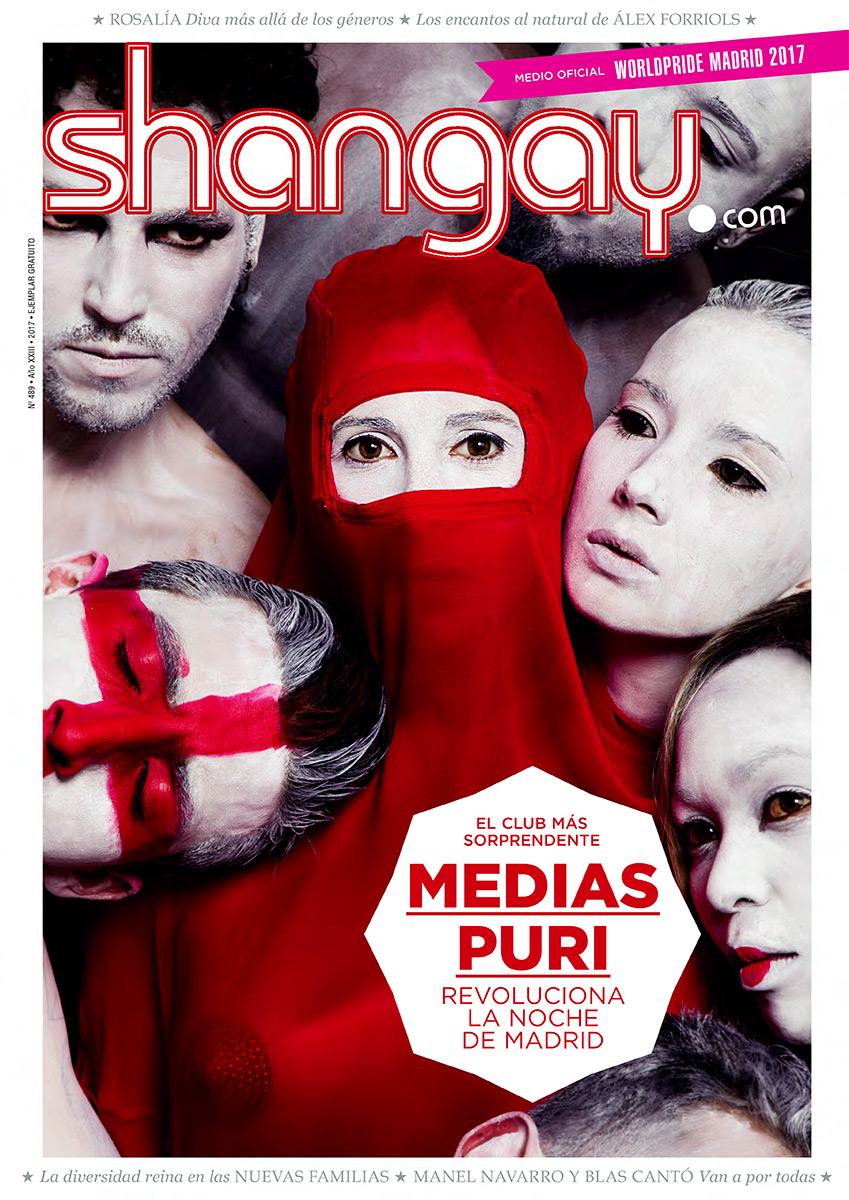 ★ ROSALÍA Diva más allá de los géneros ★ Los encantos al natural de ÁLEX FORRIOLS ★
MEDIO OFICIAL WORLDPRIDE MADRID 2017
shangay.com
Nº 489 • Año XXIII • 2017 • EJEMPLAR GRATUITO
EL CLUB MÁS
SORPRENDENTE
MEDIAS
PURI
REVOLUCIONA
LA NOCHE
DE MADRID
★ La diversidad reina en las NUEVAS FAMILIAS ★ MANEL NAVARRO Y BLAS CANTÓ Van a por todas ★